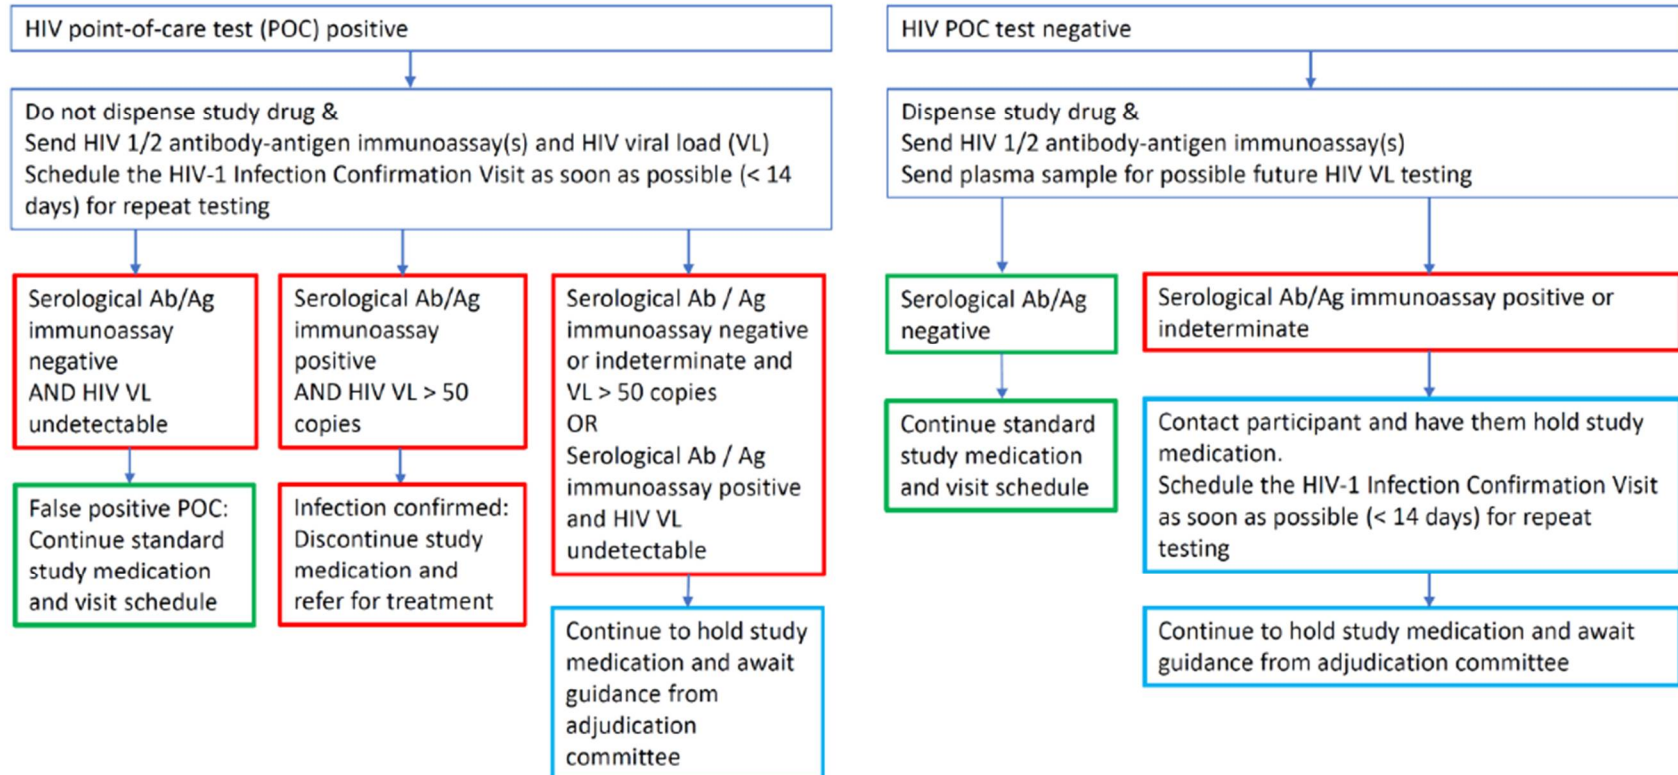 HIV point-of-care test (POC) positive
Do not dispense study drug &
Send HIV 1/2 antibody-antigen immunoassay(s) and HIV viral load (VL)
Schedule the HIV-1 Infection Confirmation Visit as soon as possible (< 14
days) for repeat testing
Serological Ab/Ag
immunoassay
negative
AND HIV VL
undetectable
False positive POC:
Continue standard
study medication
and visit schedule
Serological Ab/Ag
immunoassay
positive
AND HIV VL > 50
copies
Infection confirmed:
Discontinue study
medication and
refer for treatment
Serological Ab / Ag
immunoassay negative
or indeterminate and
VL > 50 copies
OR
Serological Ab / Ag
immunoassay positive
and HIV VL
undetectable
Continue to hold study
medication and await
guidance from
adjudication
committee
HIV POC test negative
Dispense study drug &
Send HIV 1/2 antibody-antigen immunoassay(s)
Send plasma sample for possible future HIV VL testing
Serological Ab/Ag
negative
Continue standard
study medication
and visit schedule
Serological Ab/Ag immunoassay positive or
indeterminate
Contact participant and have them hold study
medication.
Schedule the HIV-1 Infection Confirmation Visit
as soon as possible (< 14 days) for repeat
testing
Continue to hold study medication and await
guidance from adjudication committee